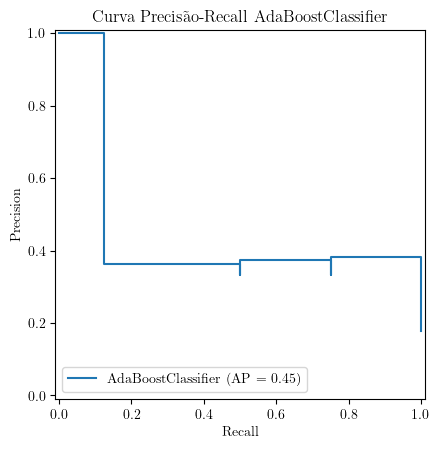 Curva Precisão-Recall AdaBoostClassifier
1.0
0.8
0.6
0.4
0.2
0.0
Precision
AdaBoostClassifier (AP = 0.45)
0.0 0.2 0.4 0.6 0.8 1.0
Recall